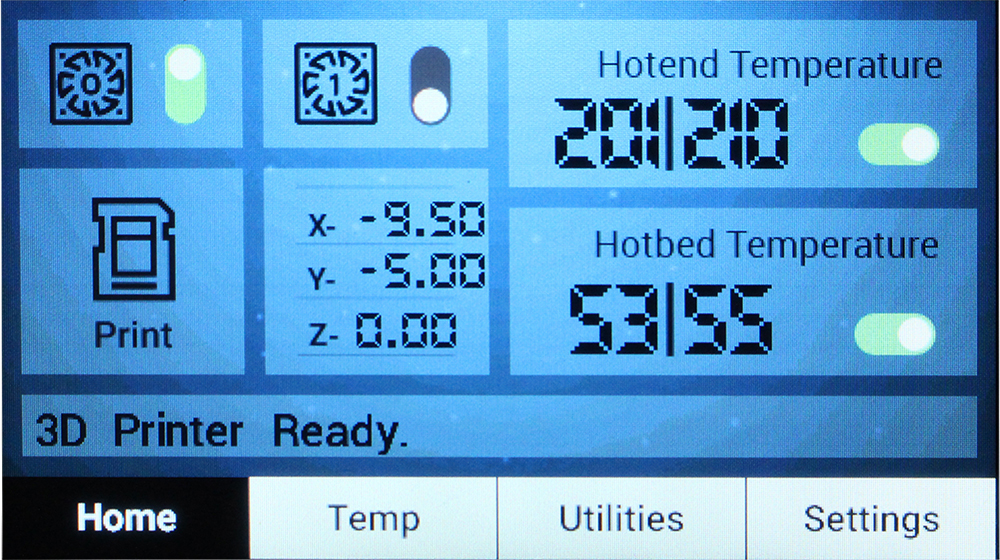 0
1
Hotend Temperature
201|210
Print
X- -9.50
Y- -5.00
Z- 0.00
Hotbed Temperature
53|55
3D Printer Ready.
Home
Temp
Utilities
Settings